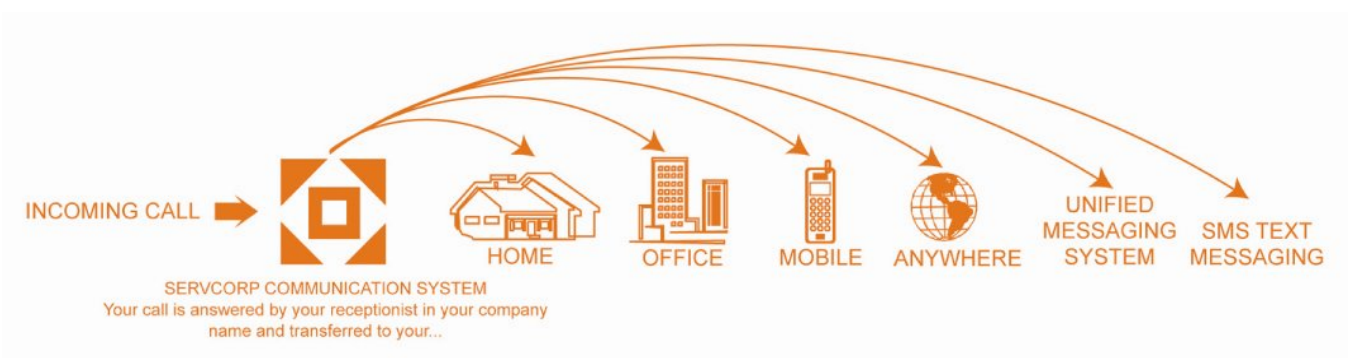 INCOMING CALL
SERVCORP COMMUNICATION SYSTEM
Your call is answered by your receptionist in your company
name and transferred to your...
HOME
OFFICE
MOBILE
ANYWHERE
UNIFIED
MESSAGING
SYSTEM
SMS TEXT
MESSAGING